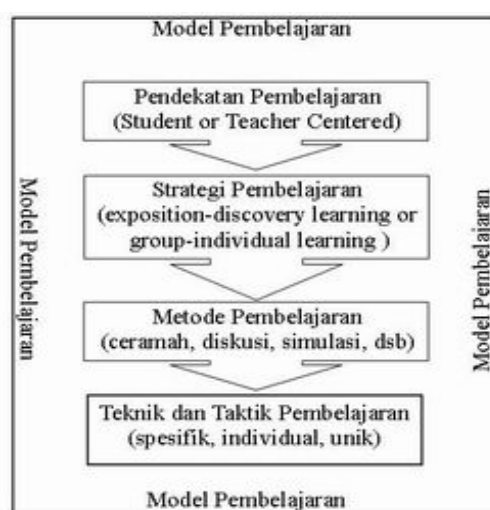 Model Pembelajaran
Pendekatan Pembelajaran
(Student or Teacher Centered)
Strategi Pembelajaran
(exposition-discovery learning or
group-individual learning )
Metode Pembelajaran
(ceramah, diskusi, simulasi, dsb)
Teknik dan Taktik Pembelajaran
(spesifik, individual, unik)
Model Pembelajaran
Model Pembelajaran
Model Pembelajaran